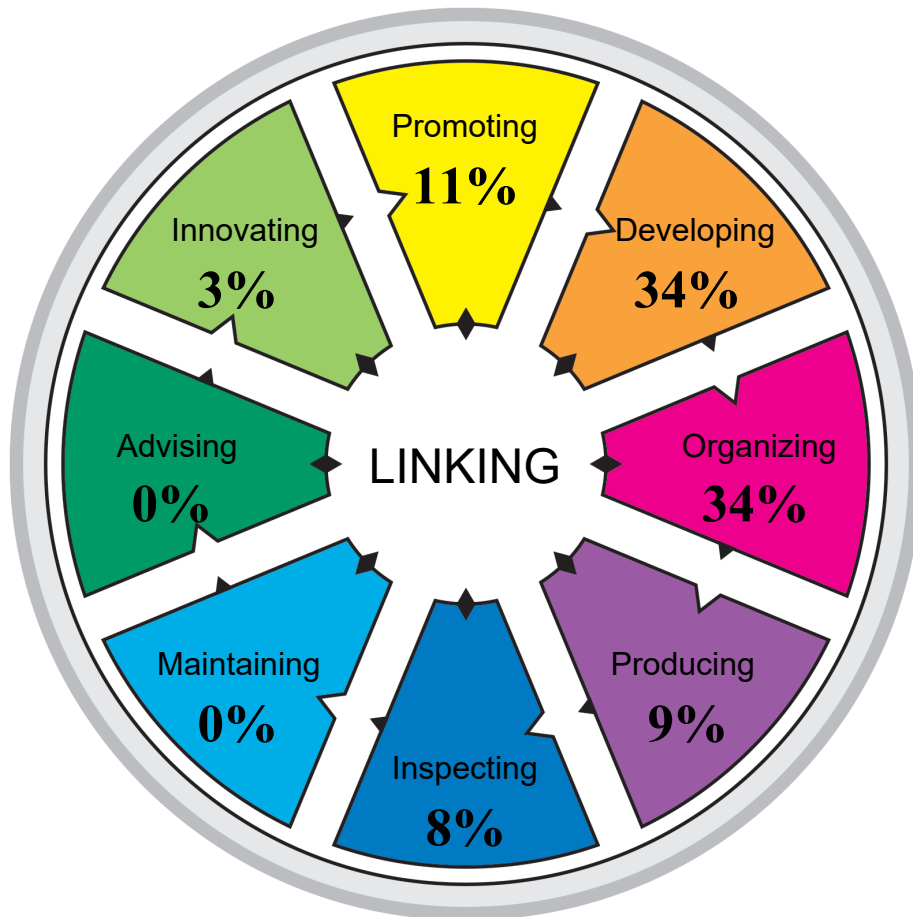 Promoting
11%
Developing
34%
Organizing
34%
Producing
9%
Inspecting
8%
Maintaining
0%
Advising
0%
Innovating
3%
LINKING